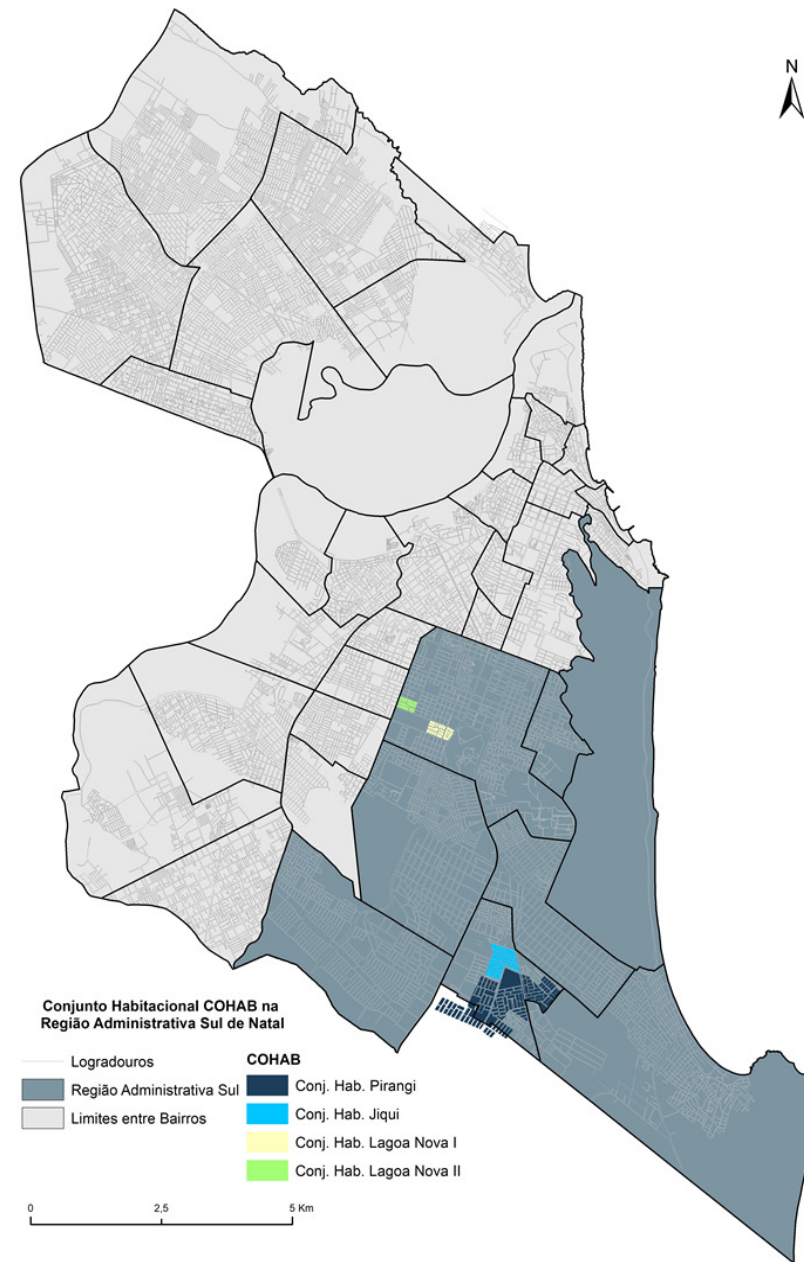 N
Conjunto Habitacional COHAB na
Região Administrativa Sul de Natal
Logradouros
Região Administrativa Sul
Limites entre Bairros
COHAB
Conj. Hab. Pirangi
Conj. Hab. Jiqui
Conj. Hab. Lagoa Nova I
Conj. Hab. Lagoa Nova II
0 2,5 5 Km